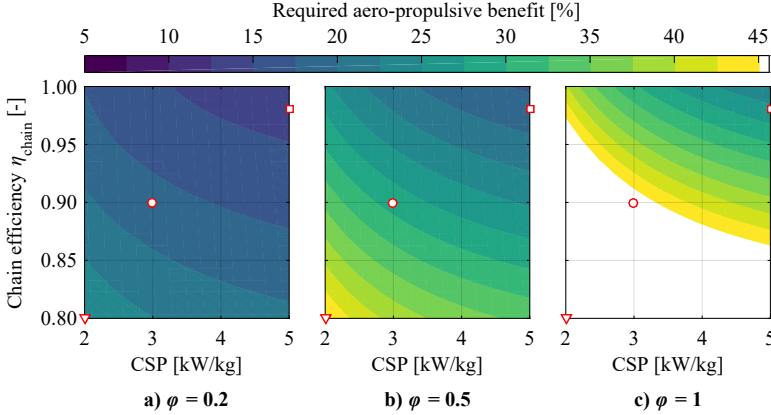 Required aero-propulsive benefit [%]
5 10 15 20 25 30 35 40 45
Chain efficiency η_chain [-]
1.00
0.95
0.90
0.85
0.80
2 3 4 5 2 3 4 5 2 3 4 5
CSP [kW/kg] CSP [kW/kg] CSP [kW/kg]
a) φ = 0.2 b) φ = 0.5 c) φ = 1